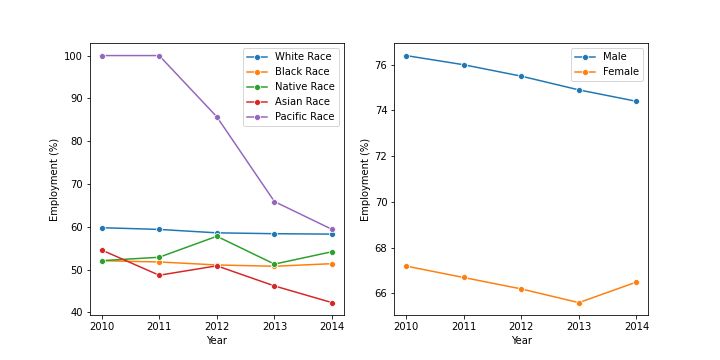 100
90
80
70
60
50
40
Employment (%)
2010
2011
2012
2013
2014
Year
White Race
Black Race
Native Race
Asian Race
Pacific Race
76
74
72
70
68
66
Employment (%)
2010
2011
2012
2013
2014
Year
Male
Female